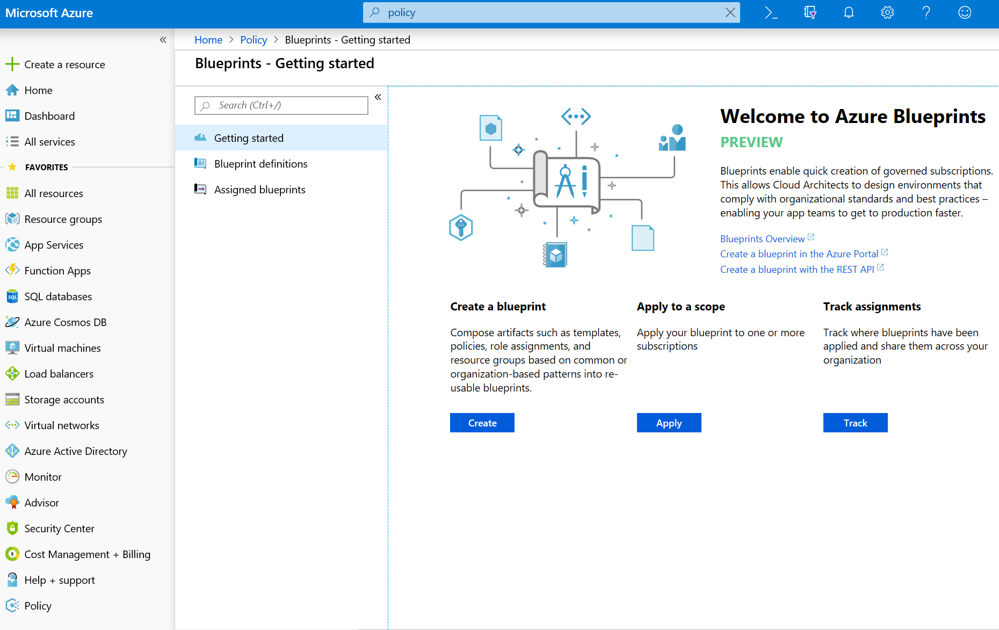 Microsoft Azure
policy
Home > Policy > Blueprints - Getting started
Blueprints - Getting started
Create a resource
Home
Dashboard
All services
FAVORITES
All resources
Resource groups
App Services
Function Apps
SQL databases
Azure Cosmos DB
Virtual machines
Load balancers
Storage accounts
Virtual networks
Azure Active Directory
Monitor
Advisor
Security Center
Cost Management + Billing
Help + support
Policy
Search (Ctrl+/)
Getting started
Blueprint definitions
Assigned blueprints
Welcome to Azure Blueprints
PREVIEW
Blueprints enable quick creation of governed subscriptions.
This allows Cloud Architects to design environments that
comply with organizational standards and best practices –
enabling your app teams to get to production faster.
Blueprints Overview
Create a blueprint in the Azure Portal
Create a blueprint with the REST API
Create a blueprint
Compose artifacts such as templates,
policies, role assignments, and
resource groups based on common or
organization-based patterns into re-
usable blueprints.
Create
Apply to a scope
Apply your blueprint to one or more
subscriptions
Apply
Track assignments
Track where blueprints have been
applied and share them across your
organization
Track